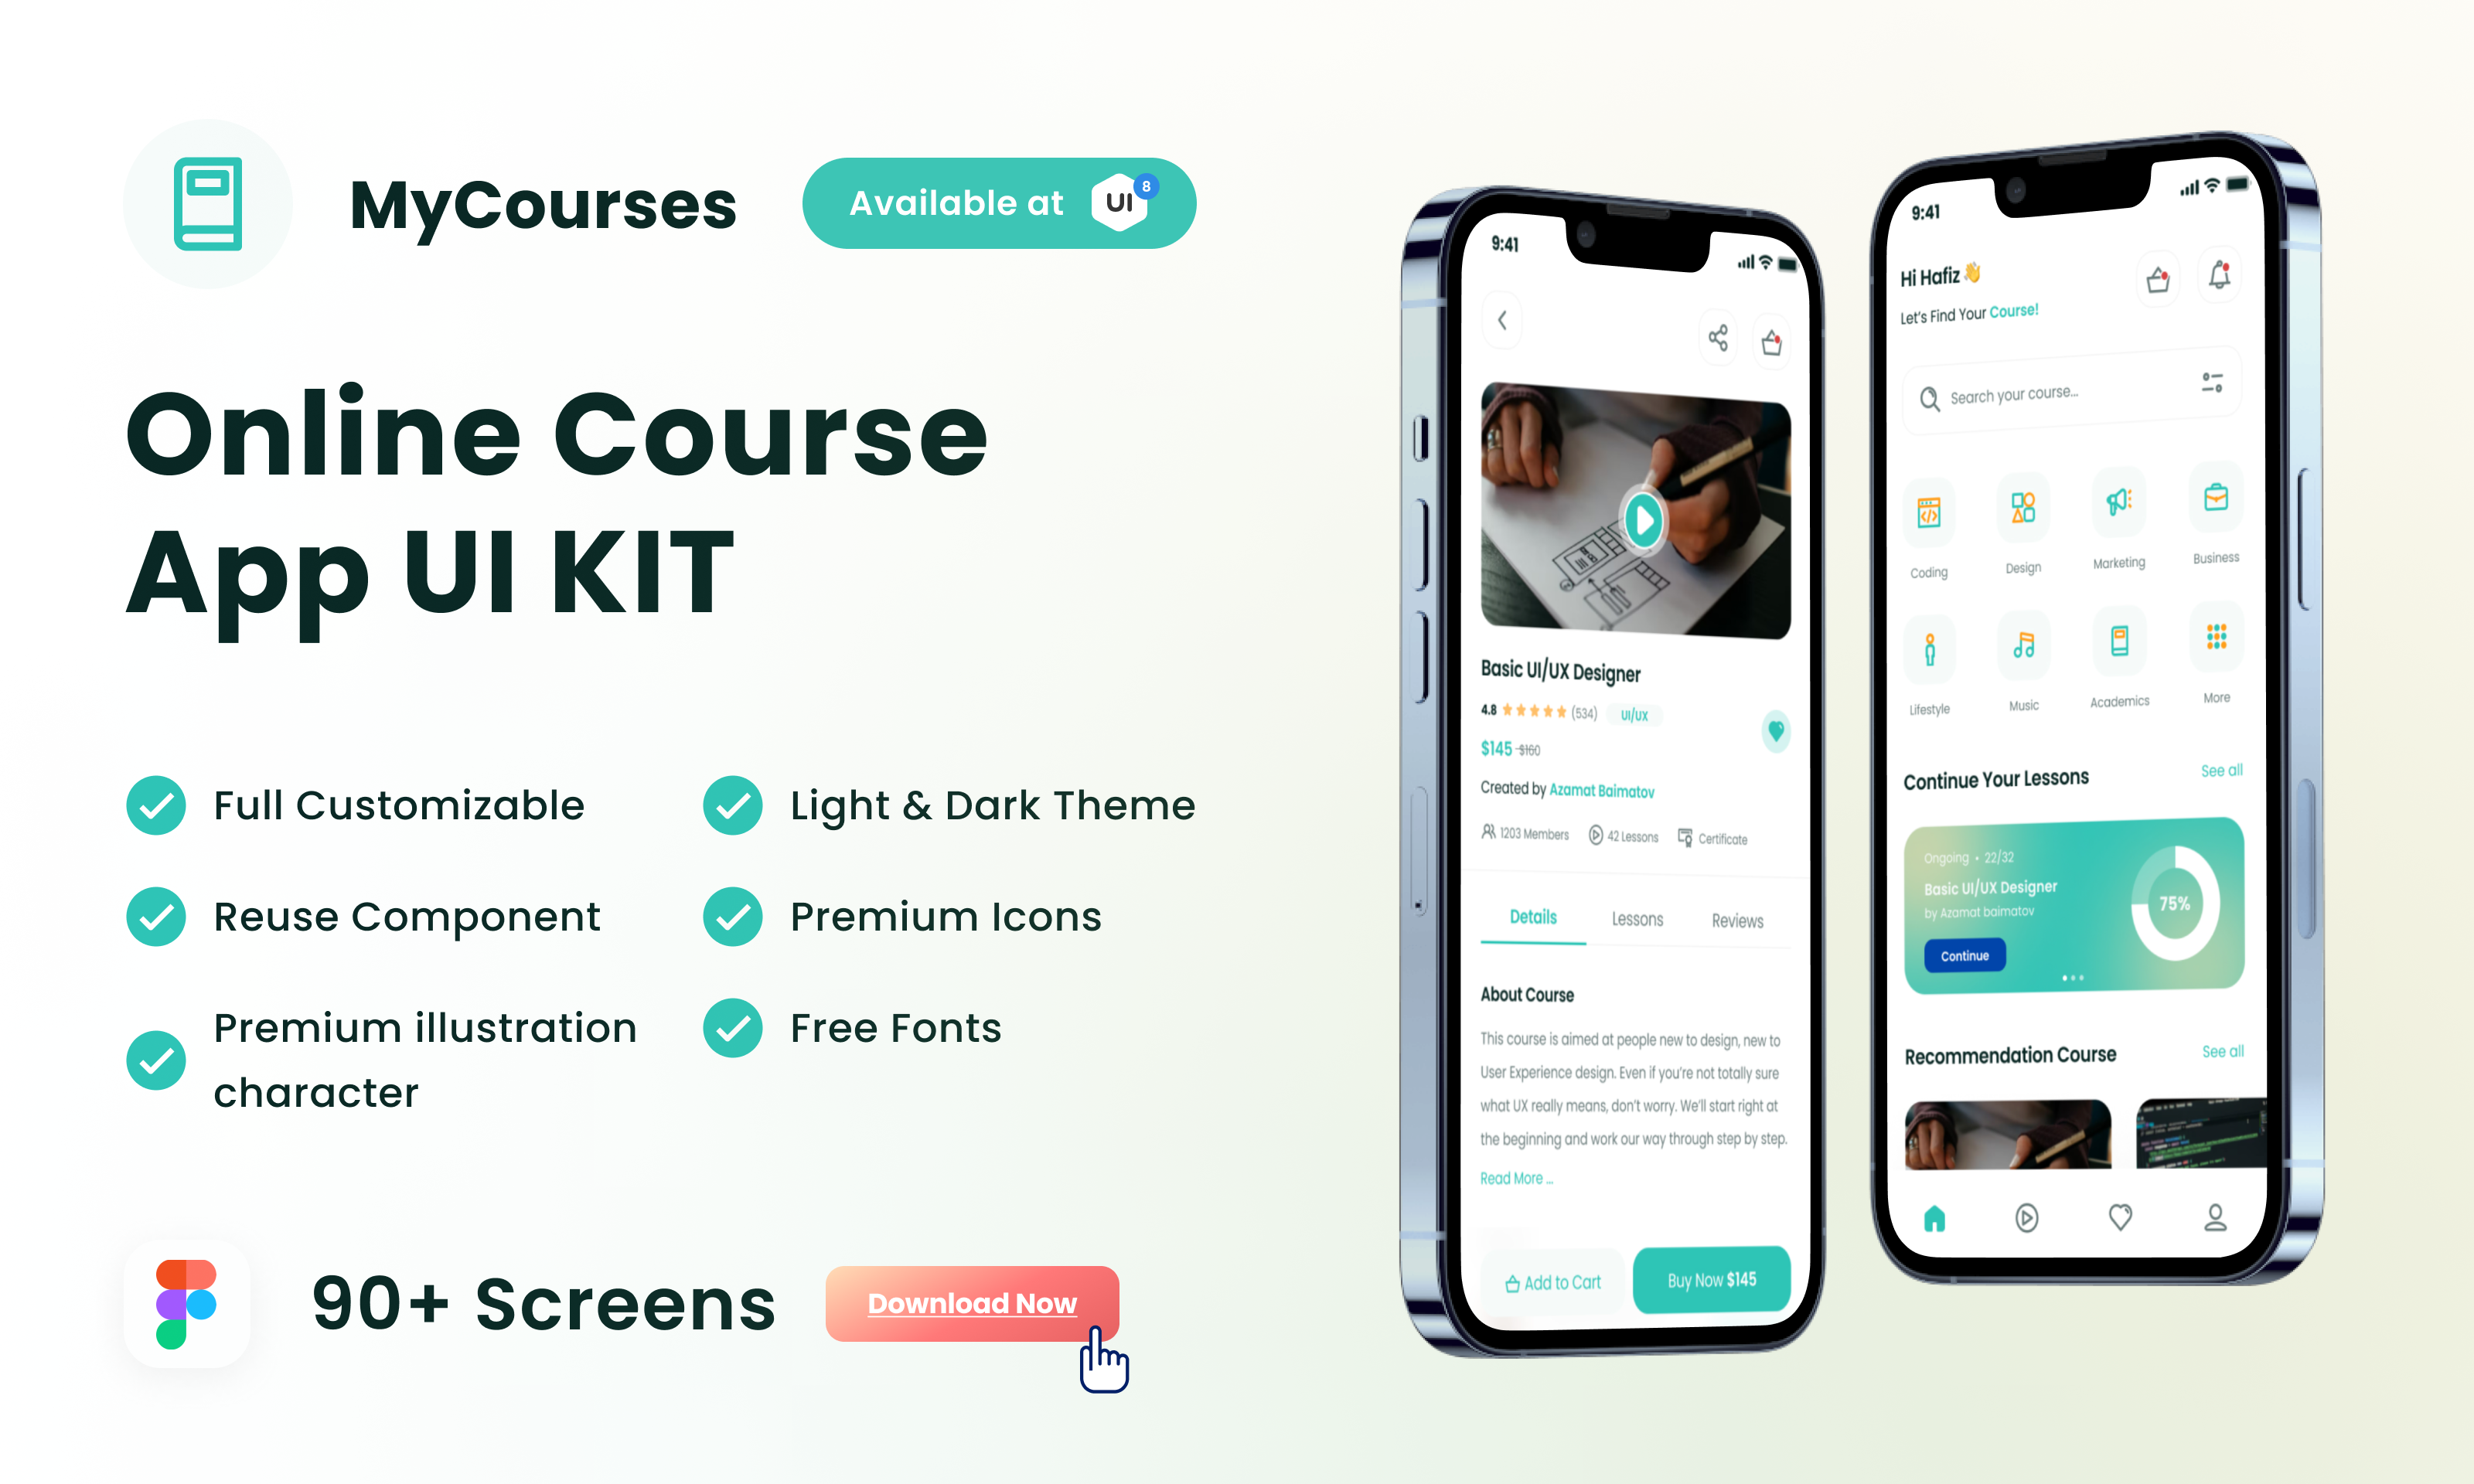 MyCourses
Available at UI 8
Online Course
App UI KIT
Full Customizable
Light & Dark Theme
Reuse Component
Premium Icons
Premium illustration
character
Free Fonts
90+ Screens
Download Now
9:41
Basic UI/UX Designer
4.8 (534) UI/UX
$145 $160
Created by Azamat Baimatov
1203 Members 42 Lessons Certificate
Details Lessons Reviews
About Course
This course is aimed at people new to design, new to
User Experience design. Even if you're not totally sure
what UX really means, don't worry. We'll start right at
the beginning and work our way through step by step.
Read More ...
Add to Cart
Buy Now $145
9:41
Hi Hafiz 👋
Let's Find Your Course!
Search your course...
Coding Design Marketing Business
Lifestyle Music Academics More
Continue Your Lessons See all
Ongoing • 22/32
Basic UI/UX Designer
by Azamat baimatov
75%
Continue
Recommendation Course See all